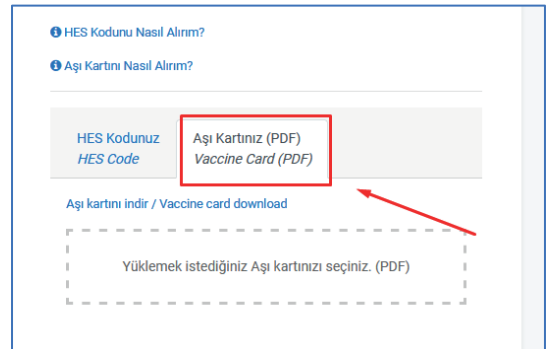 HES Kodunu Nasıl Alırım?
Aşı Kartını Nasıl Alırım?
HES Kodunuz
HES Code
Aşı Kartınız (PDF)
Vaccine Card (PDF)
Aşı kartını indir / Vaccine card download
Yüklemek istediğiniz Aşı kartınızı seçiniz. (PDF)